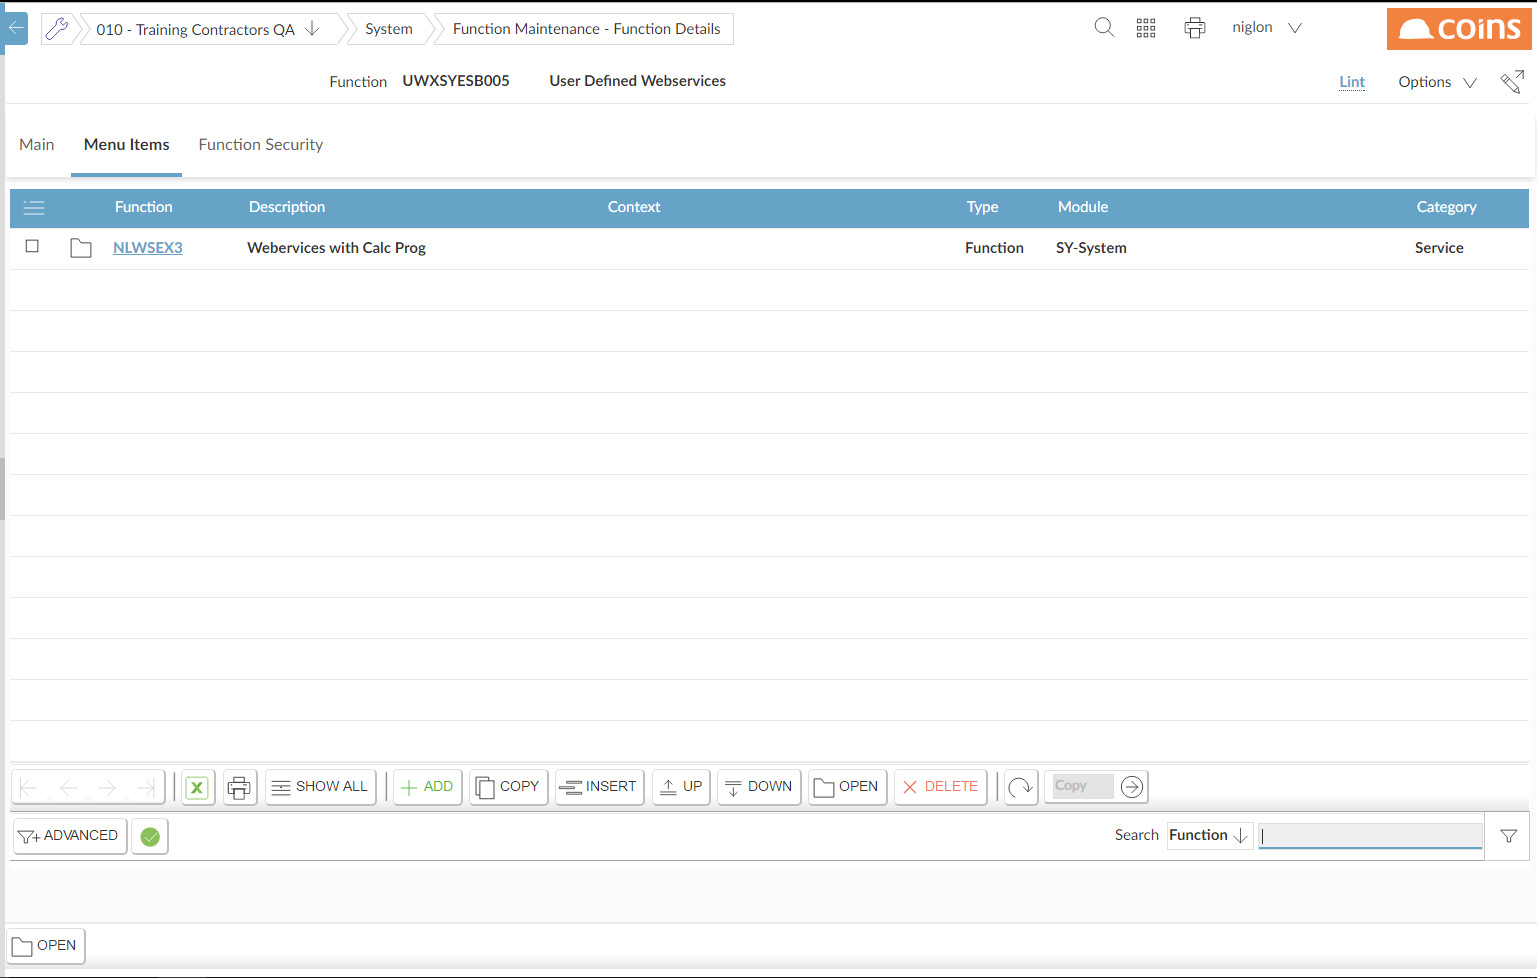 010 - Training Contractors QA System Function Maintenance - Function Details niglon coins
Function UWXSYESB005 User Defined Webservices Lint Options
Main Menu Items Function Security
Function Description Context Type Module Category
NLWSEX3 Webervices with Calc Prog Function SY-System Service
SHOW ALL ADD COPY INSERT UP DOWN OPEN DELETE Copy
ADVANCED Search Function
OPEN